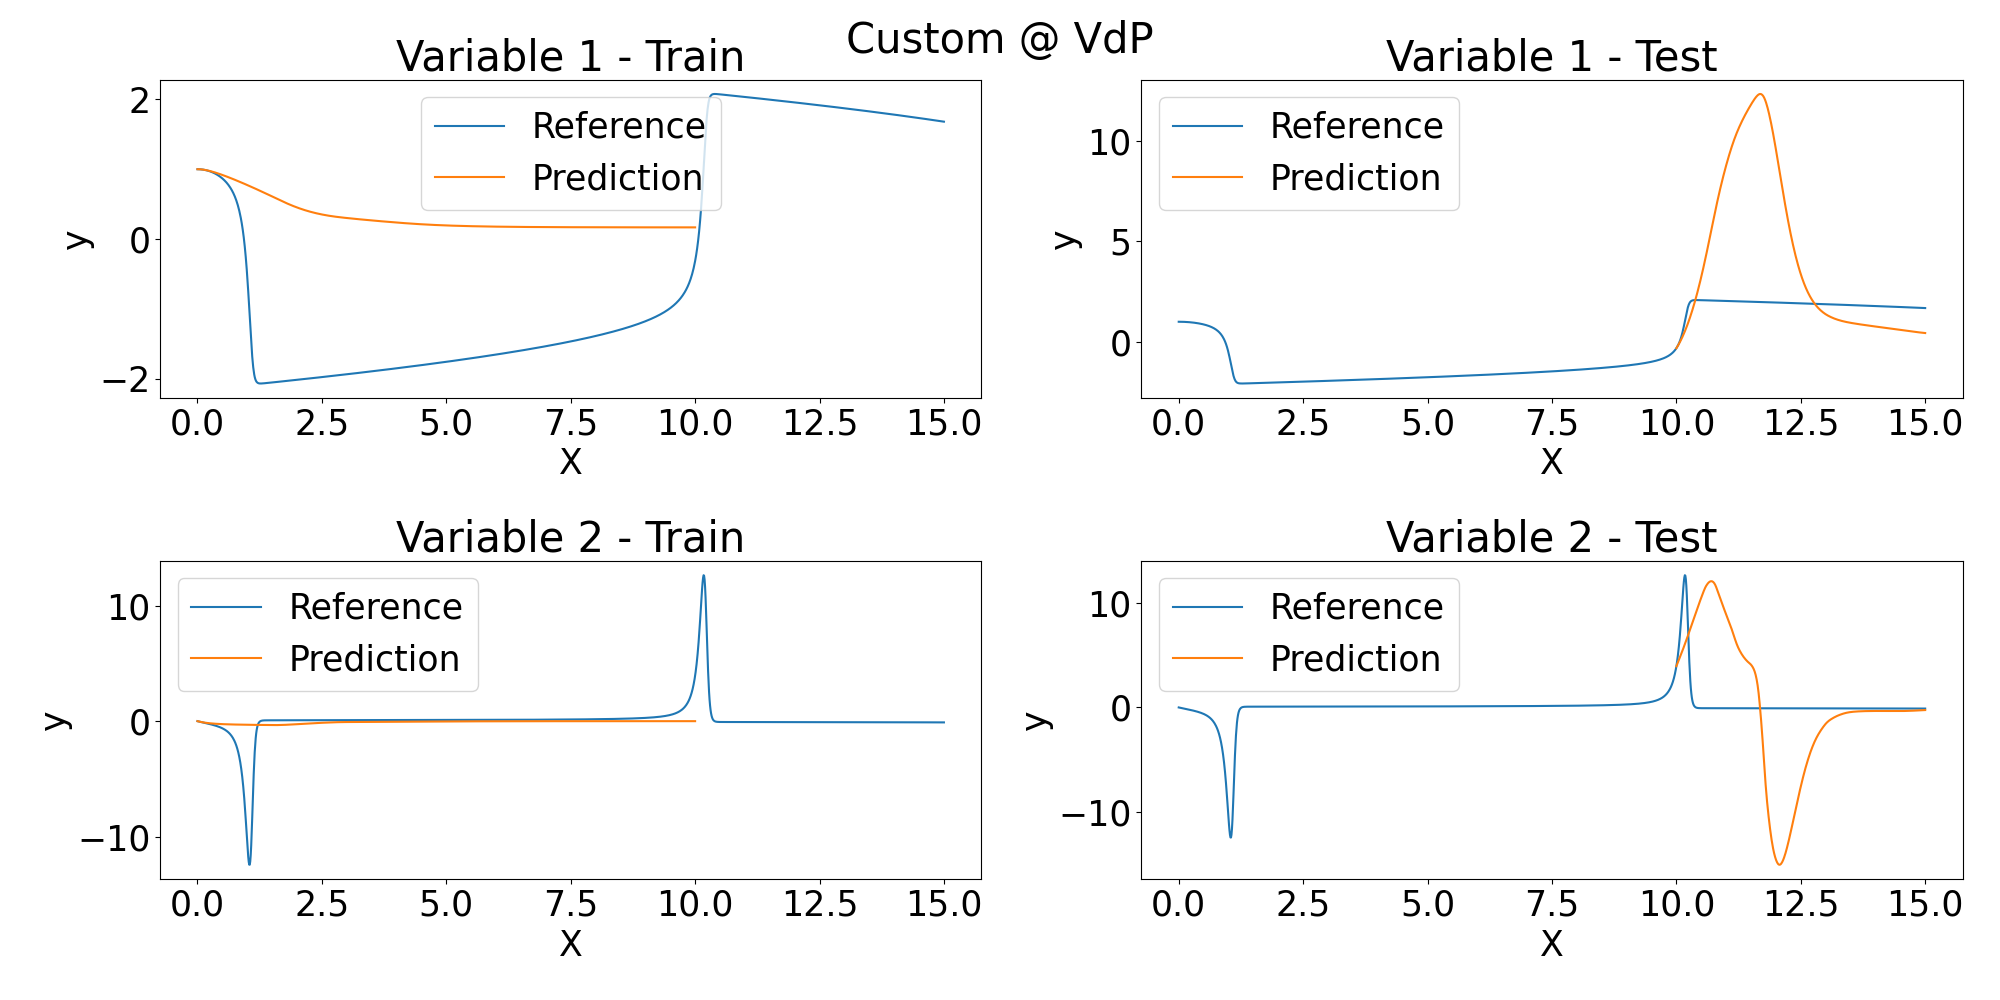 Custom @ VdP
Variable 1 - Train
2
0
−2
y
Reference
Prediction
0.0 2.5 5.0 7.5 10.0 12.5 15.0
X
Variable 1 - Test
10
5
0
y
Reference
Prediction
0.0 2.5 5.0 7.5 10.0 12.5 15.0
X
Variable 2 - Train
10
0
−10
y
Reference
Prediction
0.0 2.5 5.0 7.5 10.0 12.5 15.0
X
Variable 2 - Test
10
0
−10
y
Reference
Prediction
0.0 2.5 5.0 7.5 10.0 12.5 15.0
X